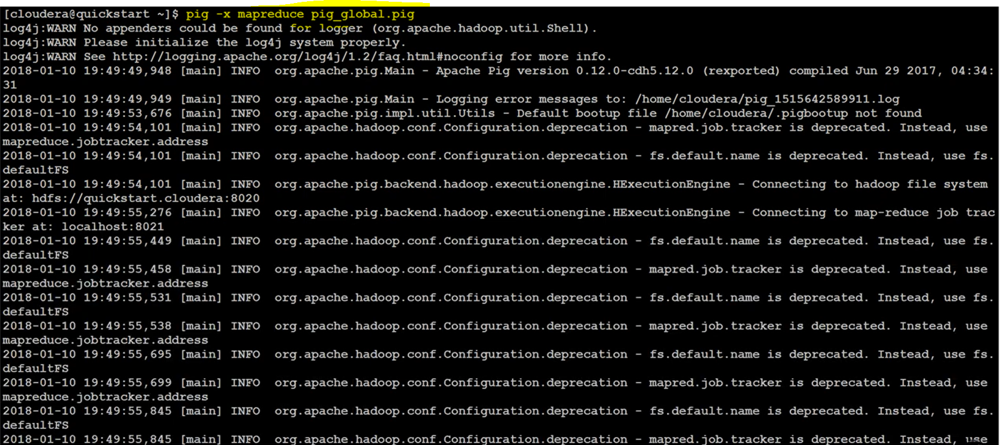 [cloudera@quickstart ~]$ pig -x mapreduce pig_global.pig
log4j:WARN No appenders could be found for logger (org.apache.hadoop.util.Shell).
log4j:WARN Please initialize the log4j system properly.
log4j:WARN See http://logging.apache.org/log4j/1.2/faq.html#noconfig for more info.
2018-01-10 19:49:49,948 [main] INFO  org.apache.pig.Main - Apache Pig version 0.12.0-cdh5.12.0 (rexported) compiled Jun 29 2017, 04:34:
31
2018-01-10 19:49:49,949 [main] INFO  org.apache.pig.Main - Logging error messages to: /home/cloudera/pig_1515642589911.log
2018-01-10 19:49:53,676 [main] INFO  org.apache.pig.impl.util.Utils - Default bootup file /home/cloudera/.pigbootup not found
2018-01-10 19:49:54,101 [main] INFO  org.apache.hadoop.conf.Configuration.deprecation - mapred.job.tracker is deprecated. Instead, use
mapreduce.jobtracker.address
2018-01-10 19:49:54,101 [main] INFO  org.apache.hadoop.conf.Configuration.deprecation - fs.default.name is deprecated. Instead, use fs.
defaultFS
2018-01-10 19:49:54,101 [main] INFO  org.apache.pig.backend.hadoop.executionengine.HExecutionEngine - Connecting to hadoop file system
at: hdfs://quickstart.cloudera:8020
2018-01-10 19:49:55,276 [main] INFO  org.apache.pig.backend.hadoop.executionengine.HExecutionEngine - Connecting to map-reduce job trac
ker at: localhost:8021
2018-01-10 19:49:55,449 [main] INFO  org.apache.hadoop.conf.Configuration.deprecation - fs.default.name is deprecated. Instead, use fs.
defaultFS
2018-01-10 19:49:55,458 [main] INFO  org.apache.hadoop.conf.Configuration.deprecation - mapred.job.tracker is deprecated. Instead, use
mapreduce.jobtracker.address
2018-01-10 19:49:55,531 [main] INFO  org.apache.hadoop.conf.Configuration.deprecation - fs.default.name is deprecated. Instead, use fs.
defaultFS
2018-01-10 19:49:55,538 [main] INFO  org.apache.hadoop.conf.Configuration.deprecation - mapred.job.tracker is deprecated. Instead, use
mapreduce.jobtracker.address
2018-01-10 19:49:55,695 [main] INFO  org.apache.hadoop.conf.Configuration.deprecation - fs.default.name is deprecated. Instead, use fs.
defaultFS
2018-01-10 19:49:55,699 [main] INFO  org.apache.hadoop.conf.Configuration.deprecation - mapred.job.tracker is deprecated. Instead, use
mapreduce.jobtracker.address
2018-01-10 19:49:55,845 [main] INFO  org.apache.hadoop.conf.Configuration.deprecation - fs.default.name is deprecated. Instead, use fs.
defaultFS
2018-01-10 19:49:55,845 [main] INFO  org.apache.hadoop.conf.Configuration.deprecation - mapred.job.tracker is deprecated. Instead, use